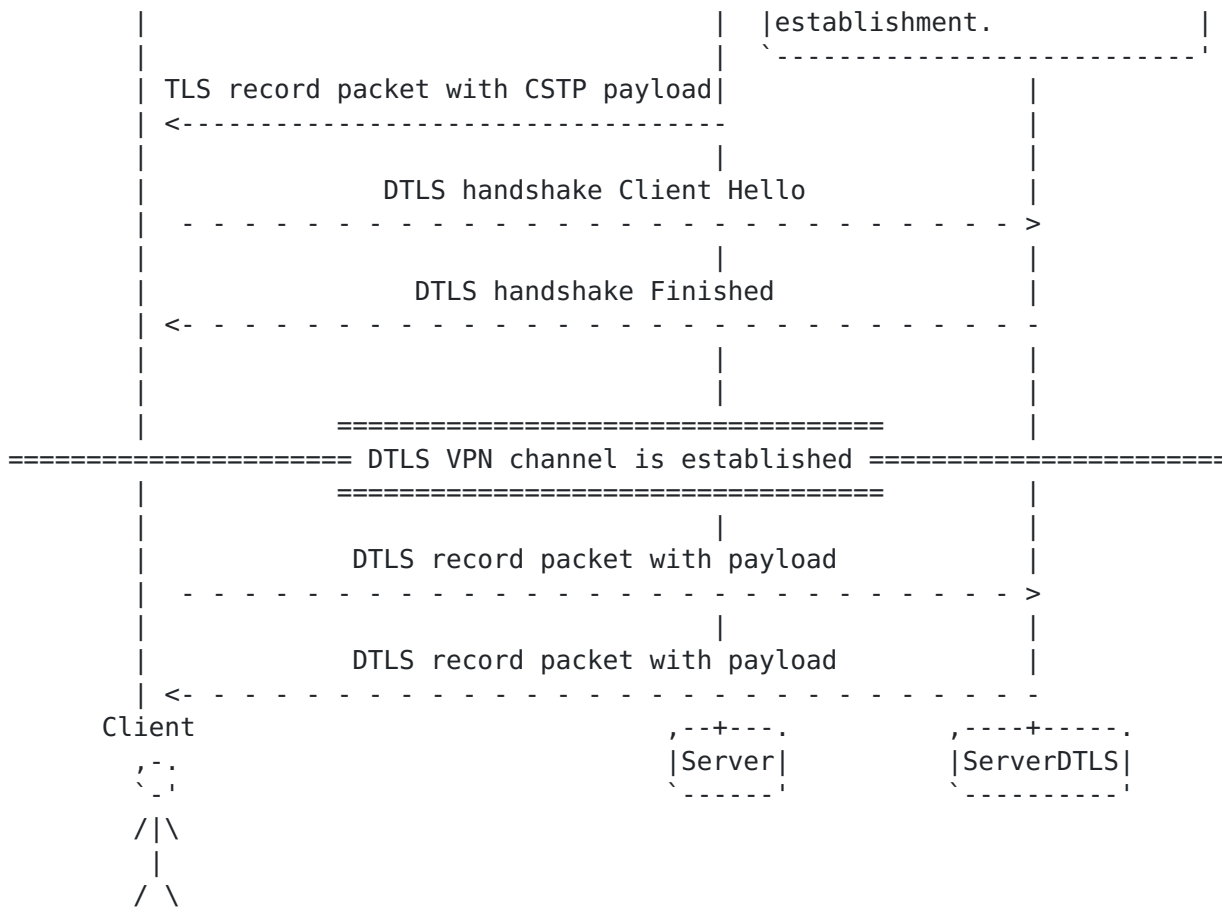 establishment.
TLS record packet with CSTP payload
DTLS handshake Client Hello
DTLS handshake Finished
DTLS VPN channel is established
DTLS record packet with payload
DTLS record packet with payload
Client
Server
ServerDTLS